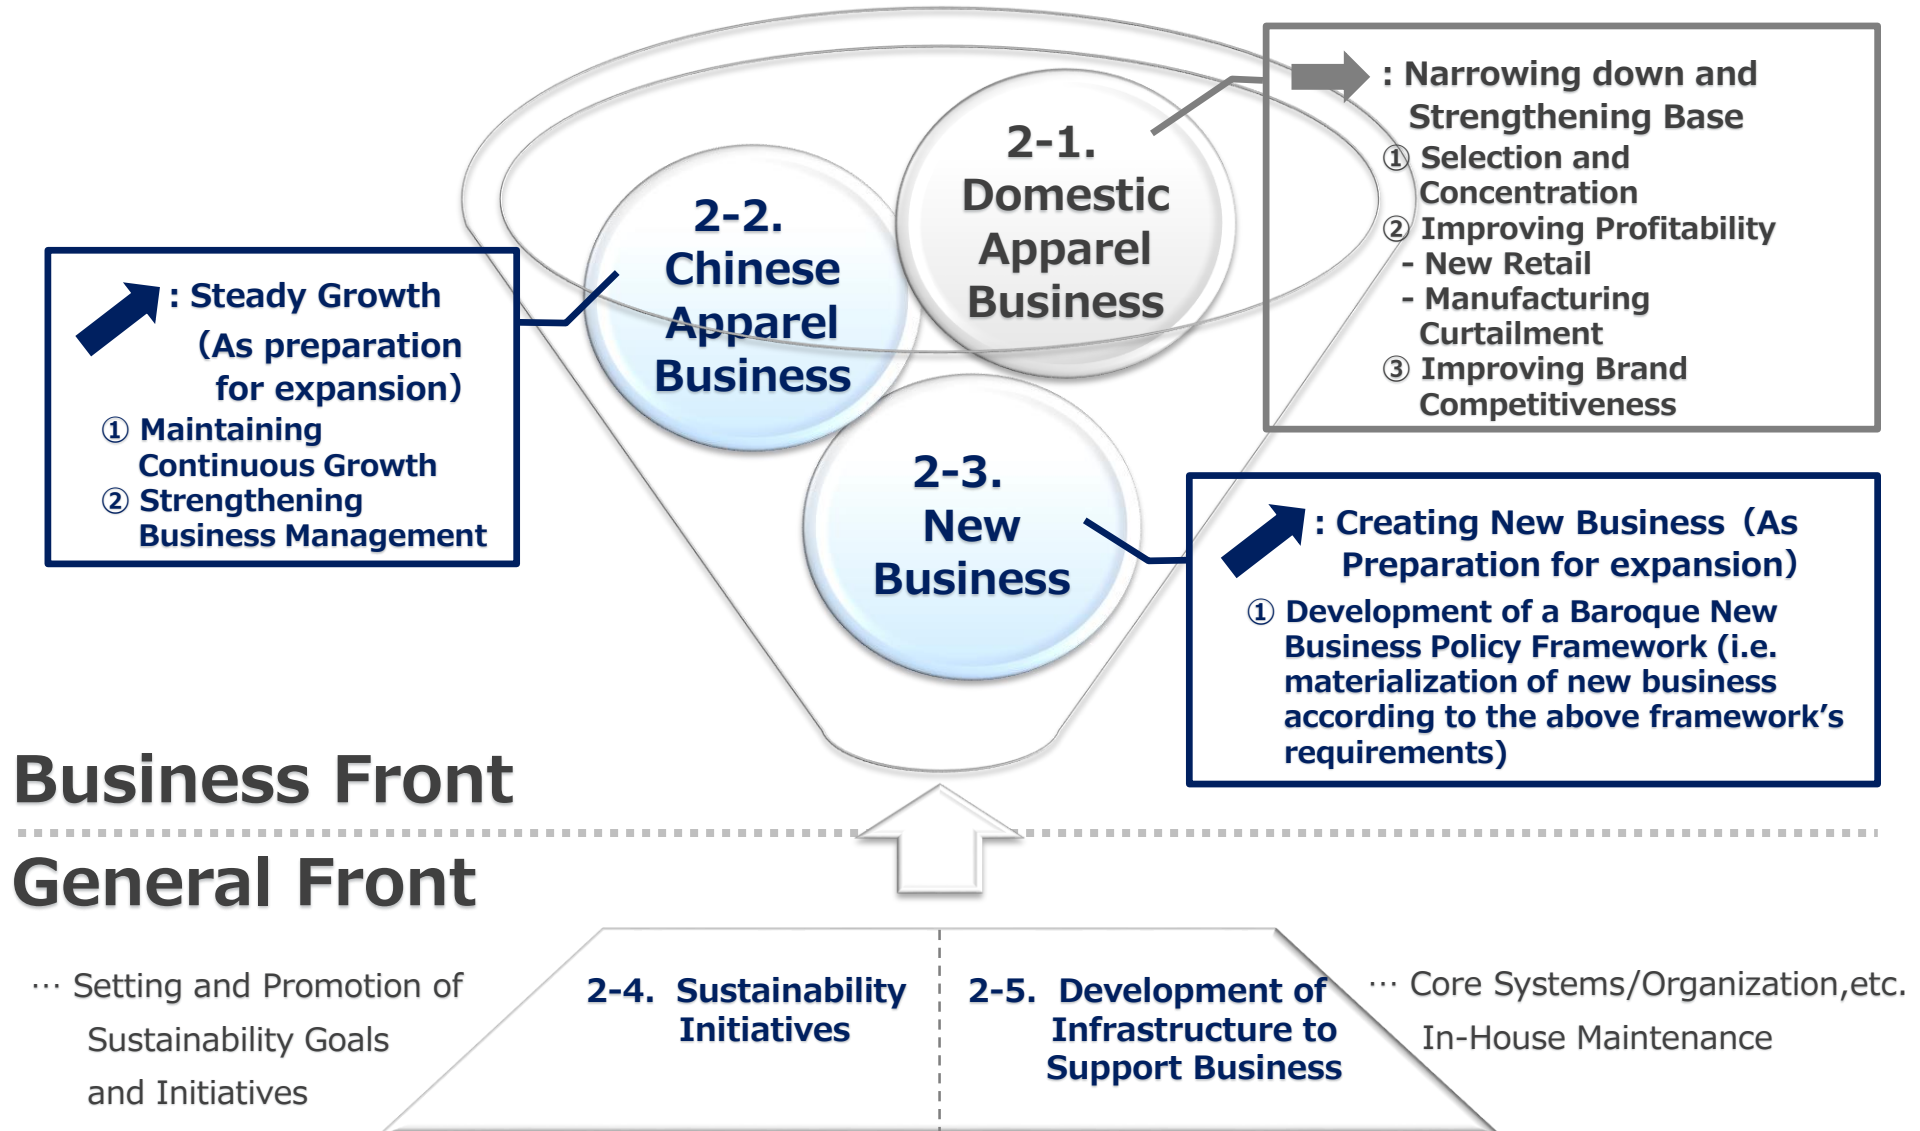 : Narrowing down and
Strengthening Base
① Selection and
Concentration
② Improving Profitability
- New Retail
- Manufacturing
Curtailment
③ Improving Brand
Competitiveness
2-1.
Domestic
Apparel
Business
2-2.
Chinese
Apparel
Business
: Steady Growth
（As preparation
for expansion）
① Maintaining
Continuous Growth
② Strengthening
Business Management
2-3.
New
Business
: Creating New Business（As
Preparation for expansion）
① Development of a Baroque New
Business Policy Framework (i.e.
materialization of new business
according to the above framework’s
requirements)
Business Front
General Front
… Setting and Promotion of
Sustainability Goals
and Initiatives
2-4. Sustainability
Initiatives
2-5. Development of
Infrastructure to
Support Business
… Core Systems/Organization,etc.
In-House Maintenance